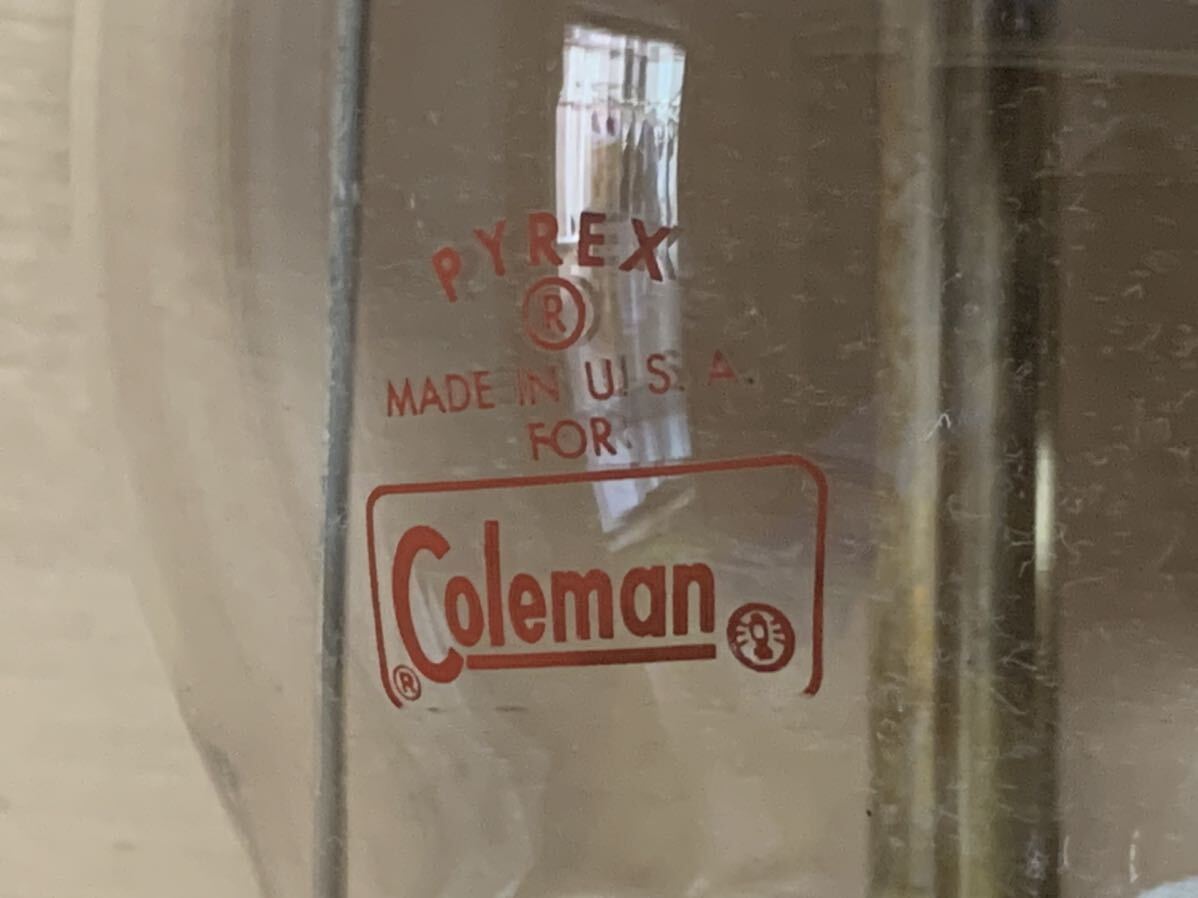 PYREX
®
MADE IN U.S.A.
FOR
Coleman
®